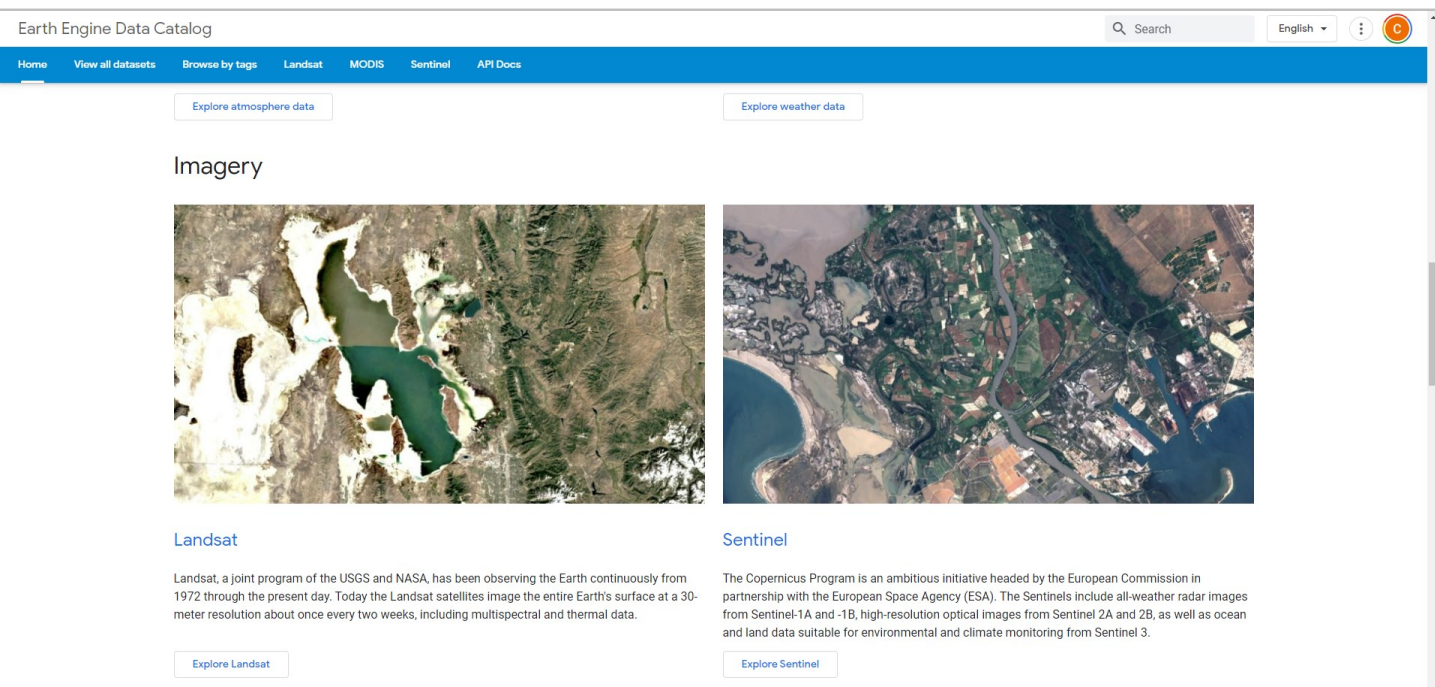 Earth Engine Data Catalog
Search
English
C
Home View all datasets Browse by tags Landsat MODIS Sentinel API Docs
Explore atmosphere data
Explore weather data
Imagery
Landsat
Landsat, a joint program of the USGS and NASA, has been observing the Earth continuously from
1972 through the present day. Today the Landsat satellites image the entire Earth's surface at a 30-
meter resolution about once every two weeks, including multispectral and thermal data.
Explore Landsat
Sentinel
The Copernicus Program is an ambitious initiative headed by the European Commission in
partnership with the European Space Agency (ESA). The Sentinels include all-weather radar images
from Sentinel-1A and -1B, high-resolution optical images from Sentinel 2A and 2B, as well as ocean
and land data suitable for environmental and climate monitoring from Sentinel 3.
Explore Sentinel